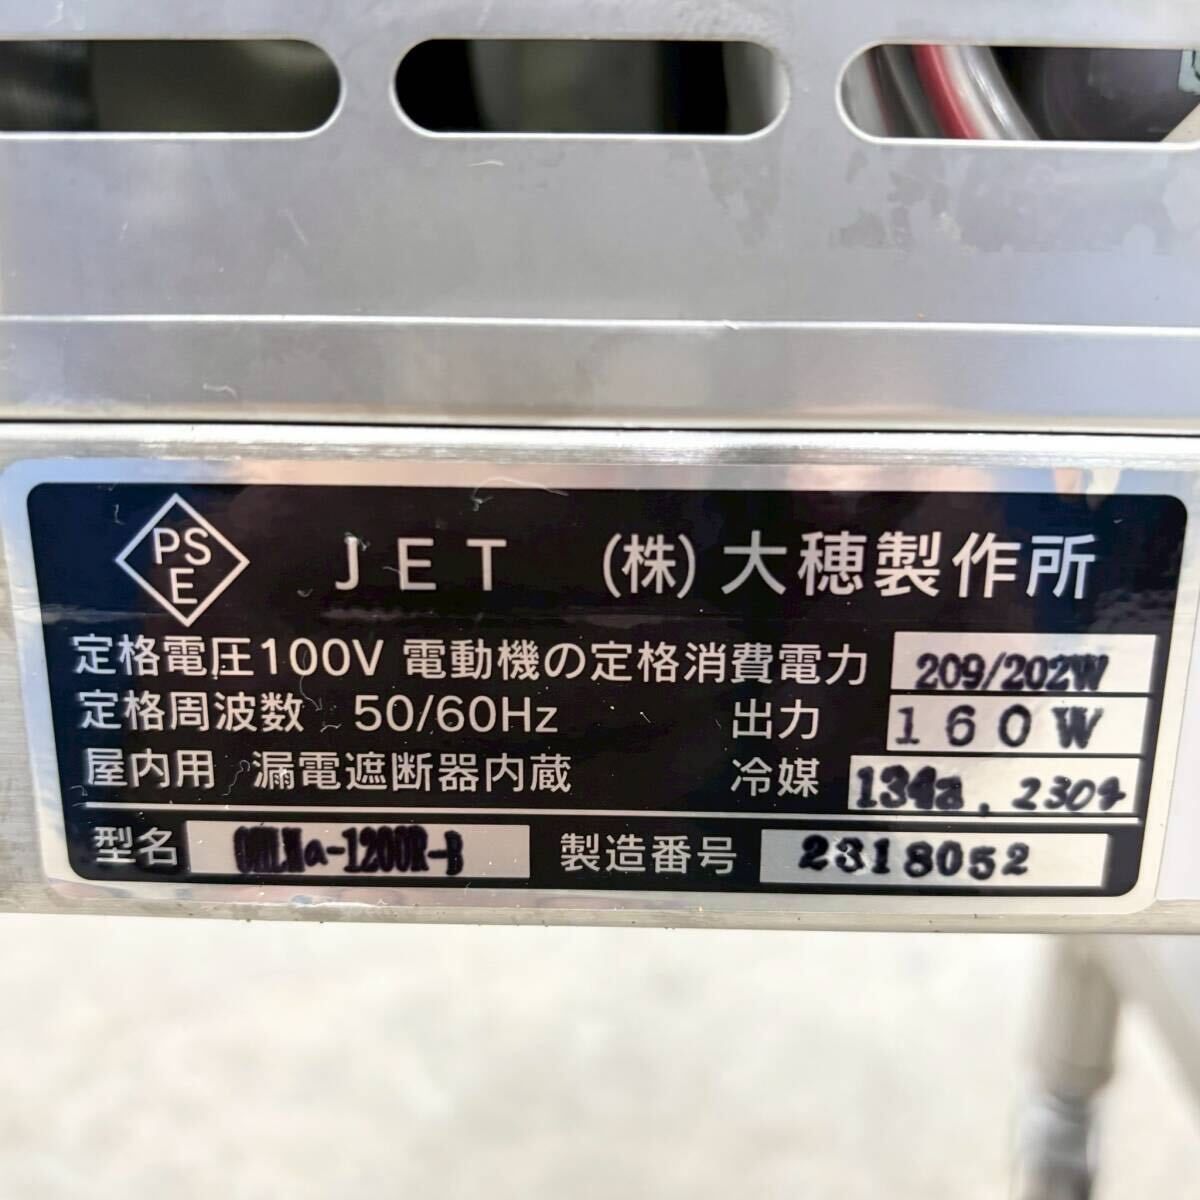 PSE JET (株)大穂製作所
定格電圧100V 電動機の定格消費電力 209/202W
定格周波数 50/60Hz 出力 160W
屋内用 漏電遮断器内蔵 冷媒 134a, 230g
型名 OHLMa-1200R-B 製造番号 2318052